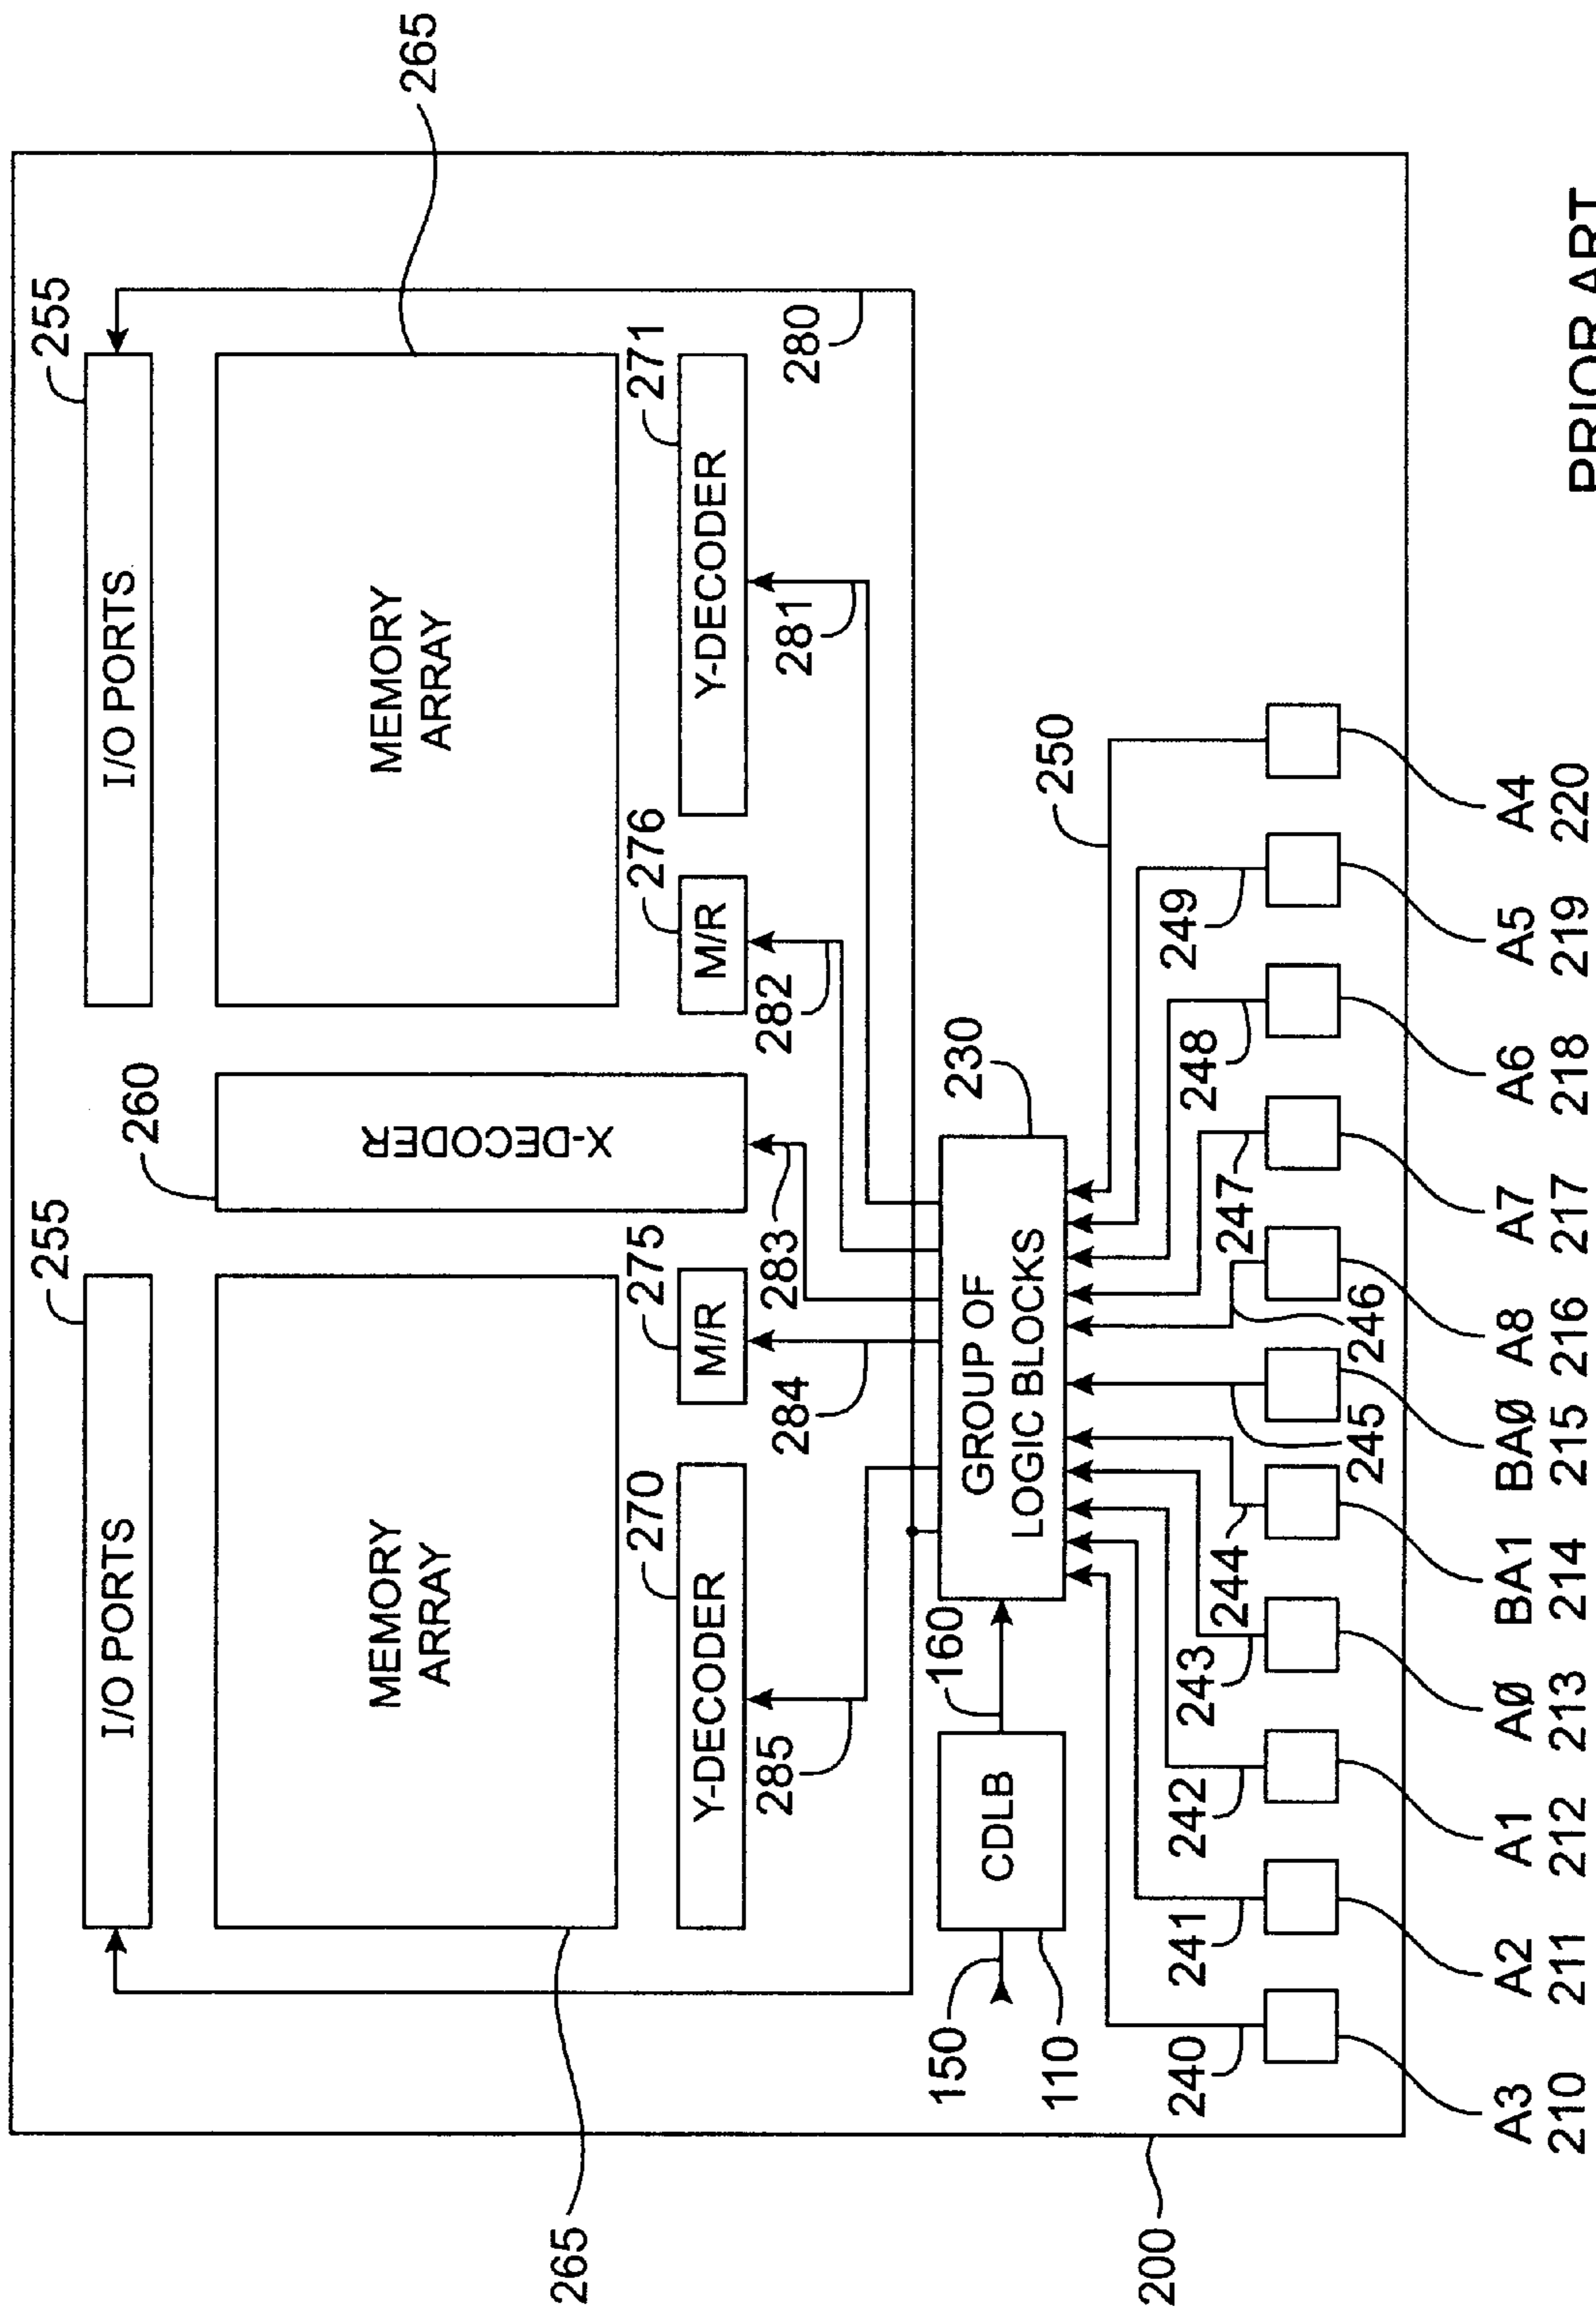 255
I/O PORTS
260
255
I/O PORTS
265
MEMORY
ARRAY
X-DECODER
MEMORY
ARRAY
265
270
Y-DECODER
275
M/R
276
M/R
271
Y-DECODER
285
284
283
282
281
280
150
CDLB
110
160
GROUP OF
LOGIC BLOCKS
230
240
241
242
243
244
245
246
247
248
249
250
200
A3
210
A2
211
A1
212
AØ
213
BA1
214
BAØ
215
A8
216
A7
217
A6
218
A5
219
A4
220
265
PRIOR ART